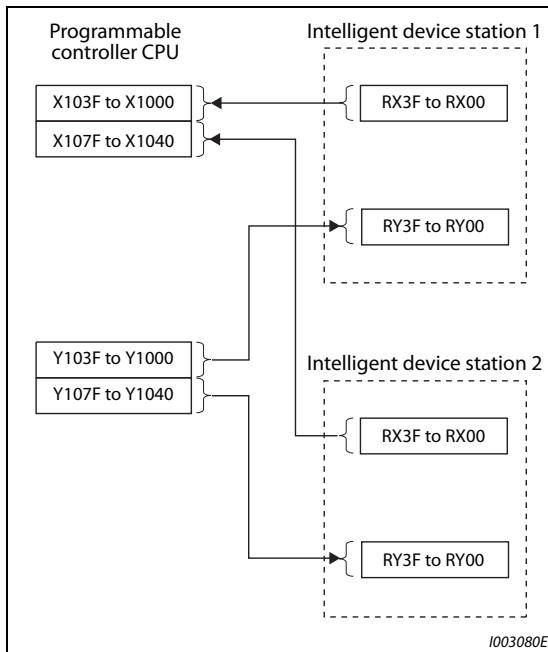 Programmable
controller CPU
Intelligent device station 1
X103F to X1000
RX3F to RX00
X107F to X1040
RY3F to RY00
Y103F to Y1000
Intelligent device station 2
Y107F to Y1040
RX3F to RX00
RY3F to RY00
I003080E